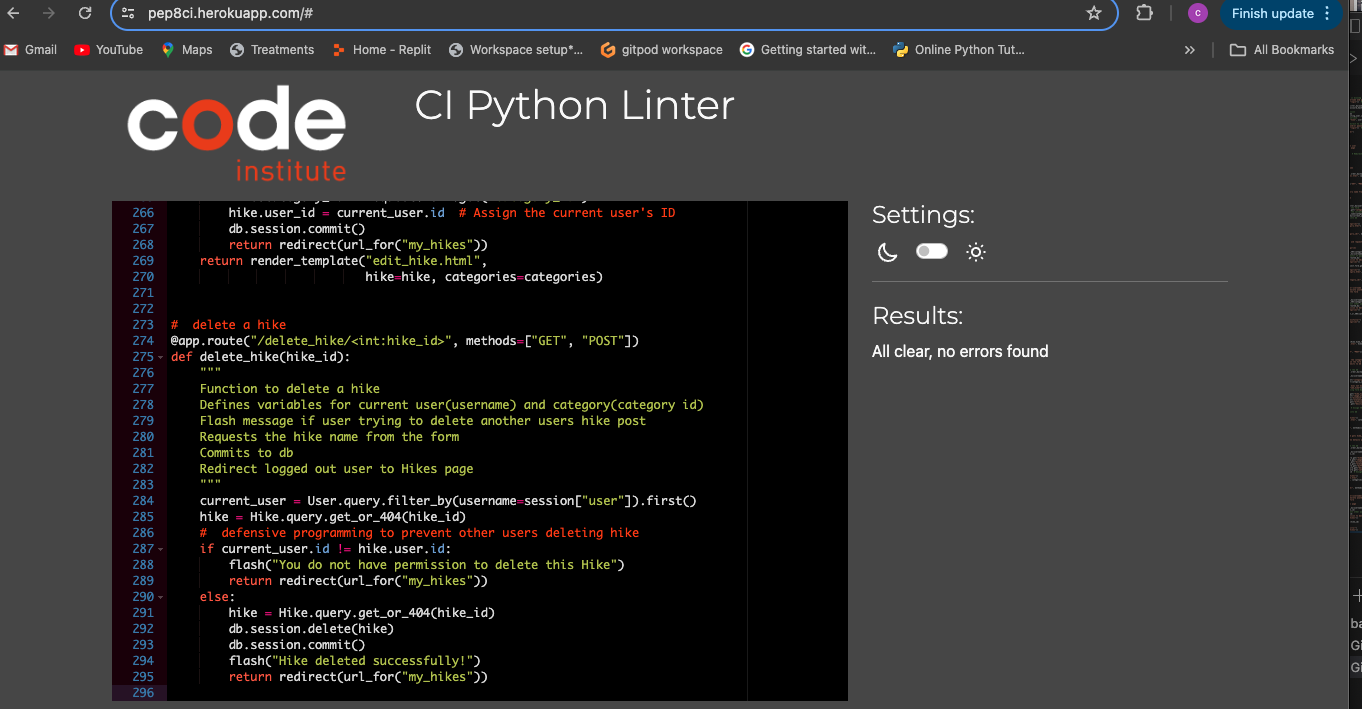 pep8ci.herokuapp.com/#
C
Finish update
Gmail
YouTube
Maps
Treatments
Home - Replit
Workspace setup*...
gitpod workspace
Getting started wit...
Online Python Tut...
All Bookmarks
code
institute
CI Python Linter
266 hike.user_id = current_user.id  # Assign the current user's ID
267 db.session.commit()
268 return redirect(url_for("my_hikes"))
269 return render_template("edit_hike.html",
270 hike=hike, categories=categories)
271
272
273 #  delete a hike
274 @app.route("/delete_hike/<int:hike_id>", methods=["GET", "POST"])
275 def delete_hike(hike_id):
276 """
277 Function to delete a hike
278 Defines variables for current user(username) and category(category id)
279 Flash message if user trying to delete another users hike post
280 Requests the hike name from the form
281 Commits to db
282 Redirect logged out user to Hikes page
283 """
284 current_user = User.query.filter_by(username=session["user"]).first()
285 hike = Hike.query.get_or_404(hike_id)
286 #  defensive programming to prevent other users deleting hike
287 if current_user.id != hike.user.id:
288 flash("You do not have permission to delete this Hike")
289 return redirect(url_for("my_hikes"))
290 else:
291 hike = Hike.query.get_or_404(hike_id)
292 db.session.delete(hike)
293 db.session.commit()
294 flash("Hike deleted successfully!")
295 return redirect(url_for("my_hikes"))
296
Settings:
Results:
All clear, no errors found